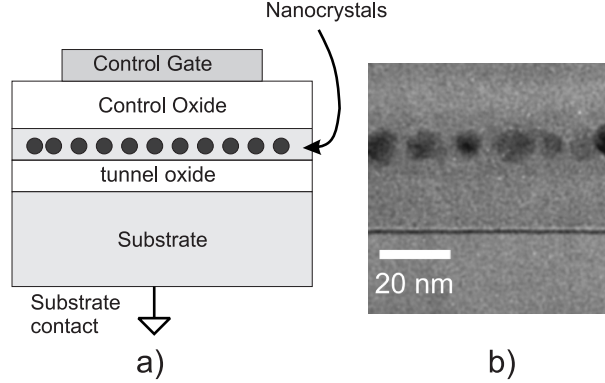 Nanocrystals
Control Gate
Control Oxide
tunnel oxide
Substrate
Substrate
contact
20 nm
a)
b)